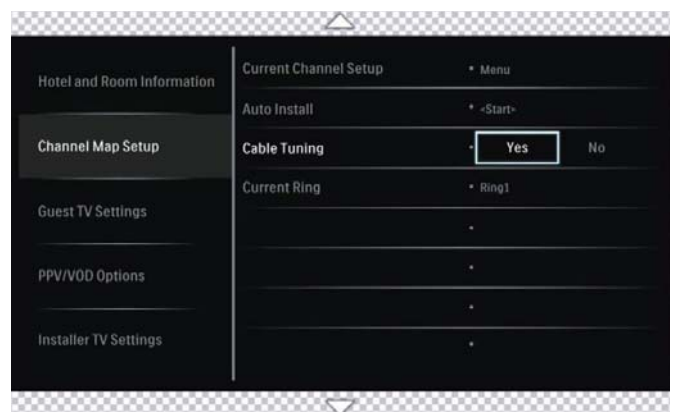 Hotel and Room Information
Channel Map Setup
Guest TV Settings
PPV/VOD Options
Installer TV Settings
Current Channel Setup • Menu
Auto Install • <Start>
Cable Tuning • Yes No
Current Ring • Ring1
•
•
•
•